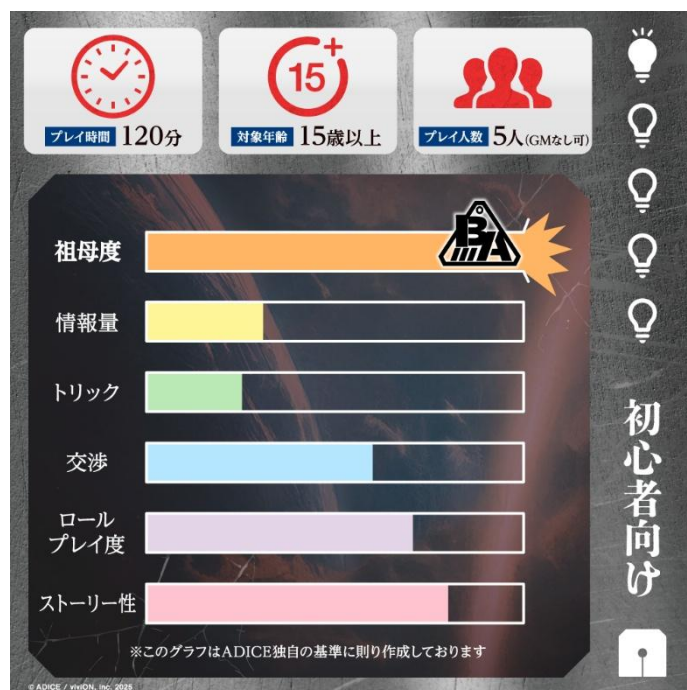 15+
プレイ時間 120分
対象年齢 15歳以上
プレイ人数 5人(GMなし可)
祖母度
BA
情報量
トリック
交渉
ロール
プレイ度
ストーリー性
※このグラフはADICE独自の基準に則り作成しております
初心者向け
© ADICE / viviON, inc. 2025